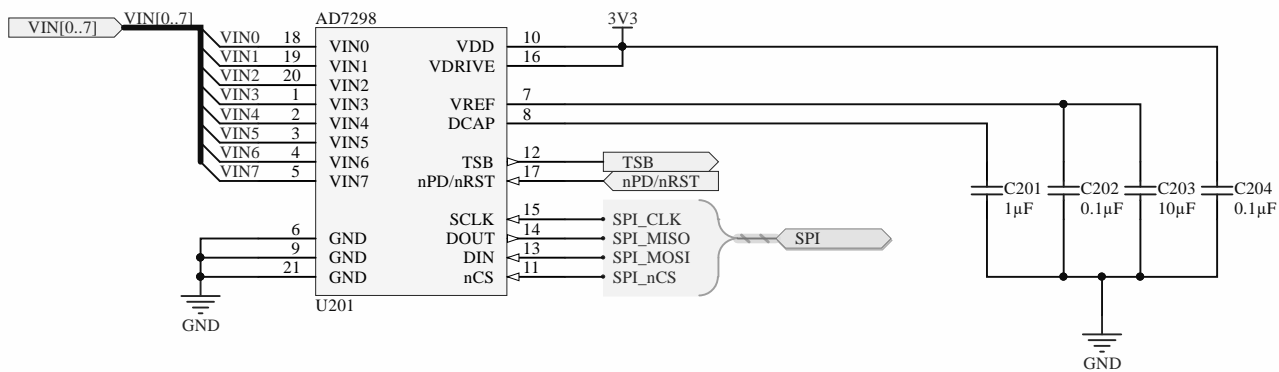 AD7298
VIN[0..7]
VIN[0..7]
VIN0 18 VIN0
VIN1 19 VIN1
VIN2 20 VIN2
VIN3 1 VIN3
VIN4 2 VIN4
VIN5 3 VIN5
VIN6 4 VIN6
VIN7 5 VIN7
6 GND
9 GND
21 GND
GND
3V3
VDD 10
VDRIVE 16
VREF 7
DCAP 8
TSB 12 TSB
nPD/nRST 17 nPD/nRST
SCLK 15 SPI_CLK
DOUT 14 SPI_MISO
DIN 13 SPI_MOSI
nCS 11 SPI_nCS
SPI
U201
C201
1µF
C202
0.1µF
C203
10µF
C204
0.1µF
GND